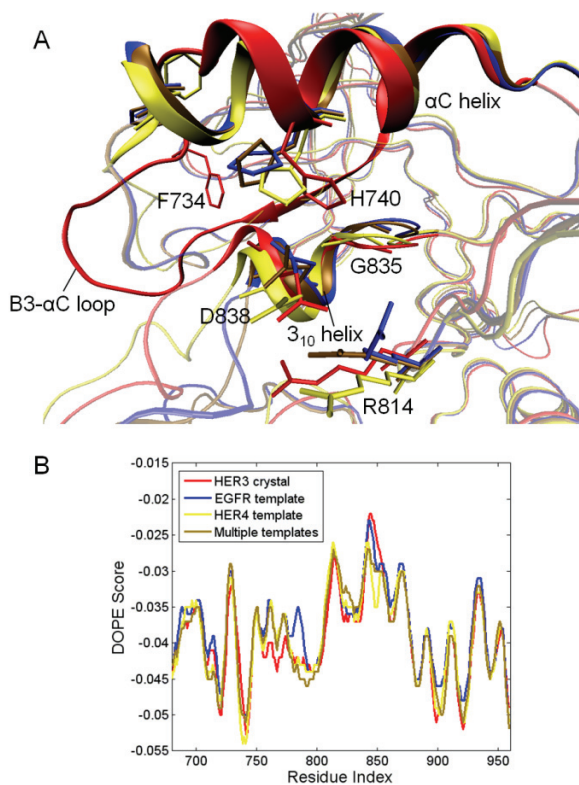 A
αC helix
F734
H740
G835
B3-αC loop
D838
3₁₀ helix
R814
B
-0.015
-0.02
-0.025
-0.03
-0.035
-0.04
-0.045
-0.05
-0.055
DOPE Score
HER3 crystal
EGFR template
HER4 template
Multiple templates
700 750 800 850 900 950
Residue Index